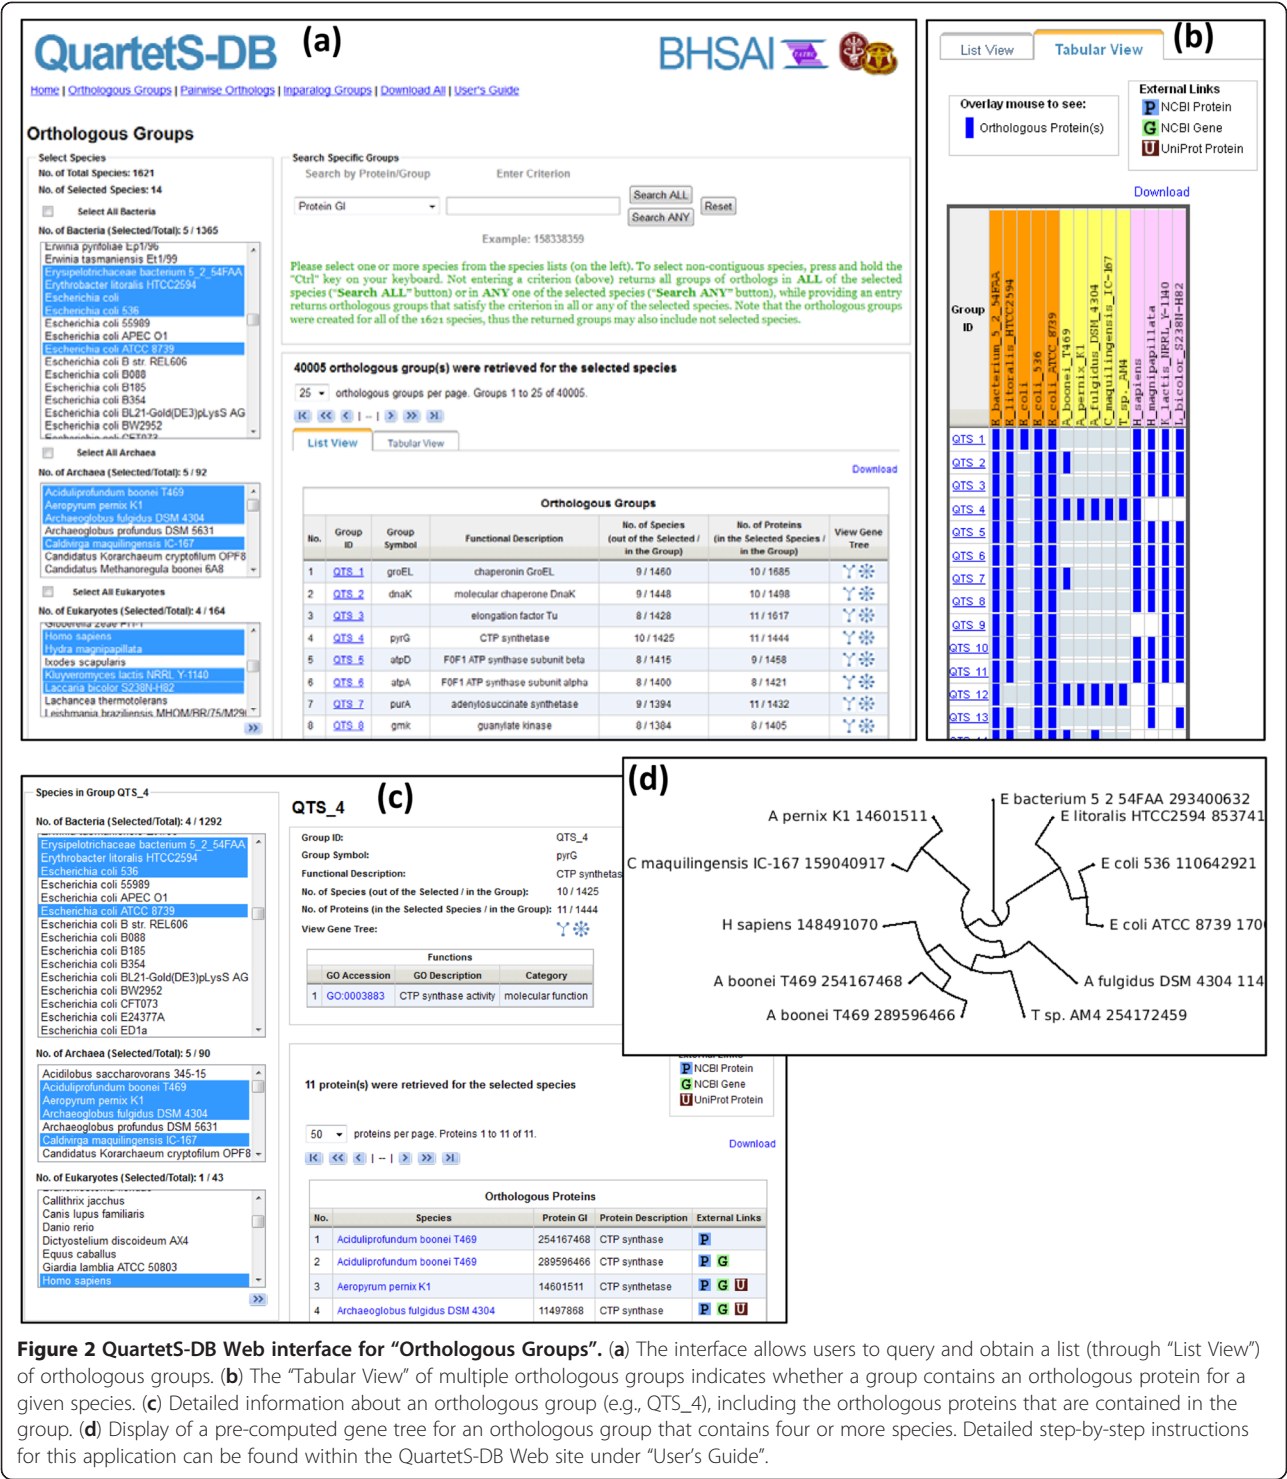 QuartetS-DB
(a)
BHSAI
Home | Orthologous Groups | Pairwise Orthologs | Inparalog Groups | Download All | User's Guide
Orthologous Groups
Select Species
No. of Total Species: 1621
No. of Selected Species: 14
Select All Bacteria
No. of Bacteria (Selected/Total): 5 / 1365
Erwinia pyrifoliae Ep1/96
Erwinia tasmaniensis Et1/99
Erysipelotrichaceae bacterium 5_2_54FAA
Erythrobacter litoralis HTCC2594
Escherichia coli
Escherichia coli 536
Escherichia coli 55989
Escherichia coli APEC O1
Escherichia coli ATCC 8739
Escherichia coli B str. REL606
Escherichia coli B088
Escherichia coli B185
Escherichia coli B354
Escherichia coli BL21-Gold(DE3)pLysS AG
Escherichia coli BW2952
Escherichia coli CFT073
Select All Archaea
No. of Archaea (Selected/Total): 5 / 92
Aciduliprofundum boonei T469
Aeropyrum pernix K1
Archaeoglobus fulgidus DSM 4304
Archaeoglobus profundus DSM 5631
Caldivirga maquilingensis IC-167
Candidatus Korarchaeum cryptofilum OPF8
Candidatus Methanoregula boonei 6A8
Select All Eukaryotes
No. of Eukaryotes (Selected/Total): 4 / 164
Gibberella zeae PH-1
Homo sapiens
Hydra magnipapillata
Ixodes scapularis
Kluyveromyces lactis NRRL Y-1140
Laccaria bicolor S238N-H82
Lachancea thermotolerans
Leishmania braziliensis MHOM/BR/75/M29
Search Specific Groups
Search by Protein/Group Enter Criterion
Protein GI
Search ALL
Search ANY
Reset
Example: 158338359
Please select one or more species from the species lists (on the left). To select non-contiguous species, press and hold the
"Ctrl" key on your keyboard. Not entering a criterion (above) returns all groups of orthologs in ALL of the selected
species ("Search ALL" button) or in ANY one of the selected species ("Search ANY" button), while providing an entry
returns orthologous groups that satisfy the criterion in all or any of the selected species. Note that the orthologous groups
were created for all of the 1621 species, thus the returned groups may also include not selected species.
40005 orthologous group(s) were retrieved for the selected species
25 orthologous groups per page. Groups 1 to 25 of 40005.
| -- |
List View Tabular View
Download
Orthologous Groups
No. Group ID Group Symbol Functional Description No. of Species (out of the Selected / in the Group) No. of Proteins (in the Selected Species / in the Group) View Gene Tree
1 QTS_1 groEL chaperonin GroEL 9 / 1460 10 / 1685
2 QTS_2 dnaK molecular chaperone DnaK 9 / 1448 10 / 1498
3 QTS_3 elongation factor Tu 8 / 1428 11 / 1617
4 QTS_4 pyrG CTP synthetase 10 / 1425 11 / 1444
5 QTS_5 atpD F0F1 ATP synthase subunit beta 8 / 1415 9 / 1458
6 QTS_6 atpA F0F1 ATP synthase subunit alpha 8 / 1400 8 / 1421
7 QTS_7 purA adenylosuccinate synthetase 9 / 1394 11 / 1432
8 QTS_8 gmk guanylate kinase 8 / 1384 8 / 1405
(b)
List View Tabular View
Overlay mouse to see:
Orthologous Protein(s)
External Links
P NCBI Protein
G NCBI Gene
U UniProt Protein
Download
Group ID
E_bacterium_5_2_54FAA
E_litoralis_HTCC2594
E_coli
E_coli_536
E_coli_ATCC_8739
A_boonei_T469
A_pernix_K1
A_fulgidus_DSM_4304
C_maquilingensis_IC-167
T_sp._AM4
H_sapiens
H_magnipapillata
K_lactis_NRRL_Y-1140
L_bicolor_S238N-H82
QTS_1
QTS_2
QTS_3
QTS_4
QTS_5
QTS_6
QTS_7
QTS_8
QTS_9
QTS_10
QTS_11
QTS_12
QTS_13
(c)
Species in Group QTS_4
No. of Bacteria (Selected/Total): 4 / 1292
Erysipelotrichaceae bacterium 5_2_54FAA
Erythrobacter litoralis HTCC2594
Escherichia coli 536
Escherichia coli 55989
Escherichia coli APEC O1
Escherichia coli ATCC 8739
Escherichia coli B str. REL606
Escherichia coli B088
Escherichia coli B185
Escherichia coli B354
Escherichia coli BL21-Gold(DE3)pLysS AG
Escherichia coli BW2952
Escherichia coli CFT073
Escherichia coli E24377A
Escherichia coli ED1a
No. of Archaea (Selected/Total): 5 / 90
Acidilobus saccharovorans 345-15
Aciduliprofundum boonei T469
Aeropyrum pernix K1
Archaeoglobus fulgidus DSM 4304
Archaeoglobus profundus DSM 5631
Caldivirga maquilingensis IC-167
Candidatus Korarchaeum cryptofilum OPF8
No. of Eukaryotes (Selected/Total): 1 / 43
Callithrix jacchus
Canis lupus familiaris
Danio rerio
Dictyostelium discoideum AX4
Equus caballus
Giardia lamblia ATCC 50803
Homo sapiens
QTS_4
Group ID: QTS_4
Group Symbol: pyrG
Functional Description: CTP synthetas
No. of Species (out of the Selected / in the Group): 10 / 1425
No. of Proteins (in the Selected Species / in the Group): 11 / 1444
View Gene Tree:
Functions
GO Accession GO Description Category
1 GO:0003883 CTP synthase activity molecular function
11 protein(s) were retrieved for the selected species
External Links
P NCBI Protein
G NCBI Gene
U UniProt Protein
50 proteins per page. Proteins 1 to 11 of 11.
| -- |
Download
Orthologous Proteins
No. Species Protein GI Protein Description External Links
1 Aciduliprofundum boonei T469 254167468 CTP synthase P
2 Aciduliprofundum boonei T469 289596466 CTP synthase P G
3 Aeropyrum pernix K1 14601511 CTP synthetase P G U
4 Archaeoglobus fulgidus DSM 4304 11497868 CTP synthase P G U
(d)
E bacterium 5 2 54FAA 293400632
A pernix K1 14601511
E litoralis HTCC2594 853741
C maquilingensis IC-167 159040917
E coli 536 110642921
H sapiens 148491070
E coli ATCC 8739 170
A boonei T469 254167468
A fulgidus DSM 4304 114
A boonei T469 289596466
T sp. AM4 254172459
Figure 2 QuartetS-DB Web interface for “Orthologous Groups”. (a) The interface allows users to query and obtain a list (through “List View”)
of orthologous groups. (b) The “Tabular View” of multiple orthologous groups indicates whether a group contains an orthologous protein for a
given species. (c) Detailed information about an orthologous group (e.g., QTS_4), including the orthologous proteins that are contained in the
group. (d) Display of a pre-computed gene tree for an orthologous group that contains four or more species. Detailed step-by-step instructions
for this application can be found within the QuartetS-DB Web site under “User’s Guide”.